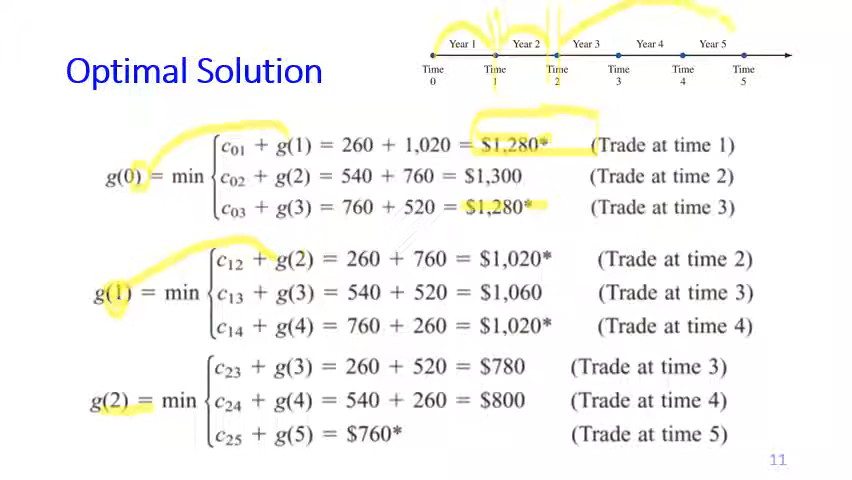 Year 1 Year 2 Year 3 Year 4 Year 5
Time Time Time Time Time Time
0 1 2 3 4 5
Optimal Solution
g(0) = min
c01 + g(1) = 260 + 1,020 = $1,280* (Trade at time 1)
c02 + g(2) = 540 + 760 = $1,300 (Trade at time 2)
c03 + g(3) = 760 + 520 = $1,280* (Trade at time 3)
g(1) = min
c12 + g(2) = 260 + 760 = $1,020* (Trade at time 2)
c13 + g(3) = 540 + 520 = $1,060 (Trade at time 3)
c14 + g(4) = 760 + 260 = $1,020* (Trade at time 4)
g(2) = min
c23 + g(3) = 260 + 520 = $780 (Trade at time 3)
c24 + g(4) = 540 + 260 = $800 (Trade at time 4)
c25 + g(5) = $760* (Trade at time 5)
11